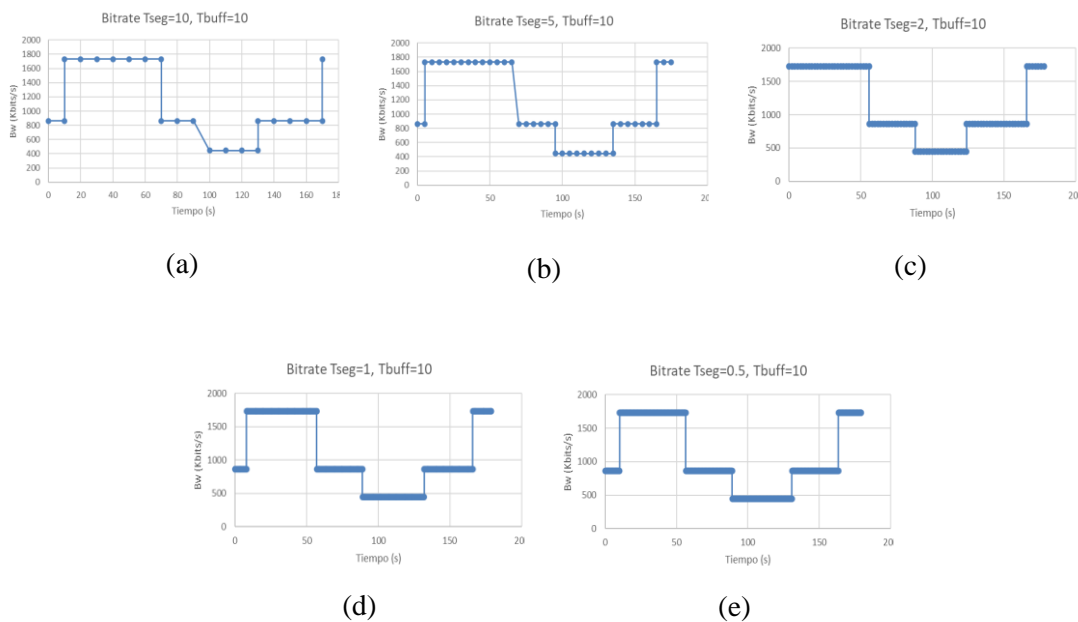 Bitrate Tseg=10, Tbuff=10
Bw (Kbits/s)
2000
1800
1600
1400
1200
1000
800
600
400
200
0
0 20 40 60 80 100 120 140 160 18
Tiempo (s)
(a)
Bitrate Tseg=5, Tbuff=10
Bw (Kbits/s)
2000
1800
1600
1400
1200
1000
800
600
400
200
0
0 50 100 150 20
Tiempo (s)
(b)
Bitrate Tseg=2, Tbuff=10
Bw (Kbits/s)
2000
1500
1000
500
0
0 50 100 150 20
Tiempo (s)
(c)
Bitrate Tseg=1, Tbuff=10
Bw (Kbits/s)
2000
1500
1000
500
0
0 50 100 150 20
Tiempo (s)
(d)
Bitrate Tseg=0.5, Tbuff=10
Bw (Kbits/s)
2000
1500
1000
500
0
0 50 100 150 20
Tiempo (s)
(e)